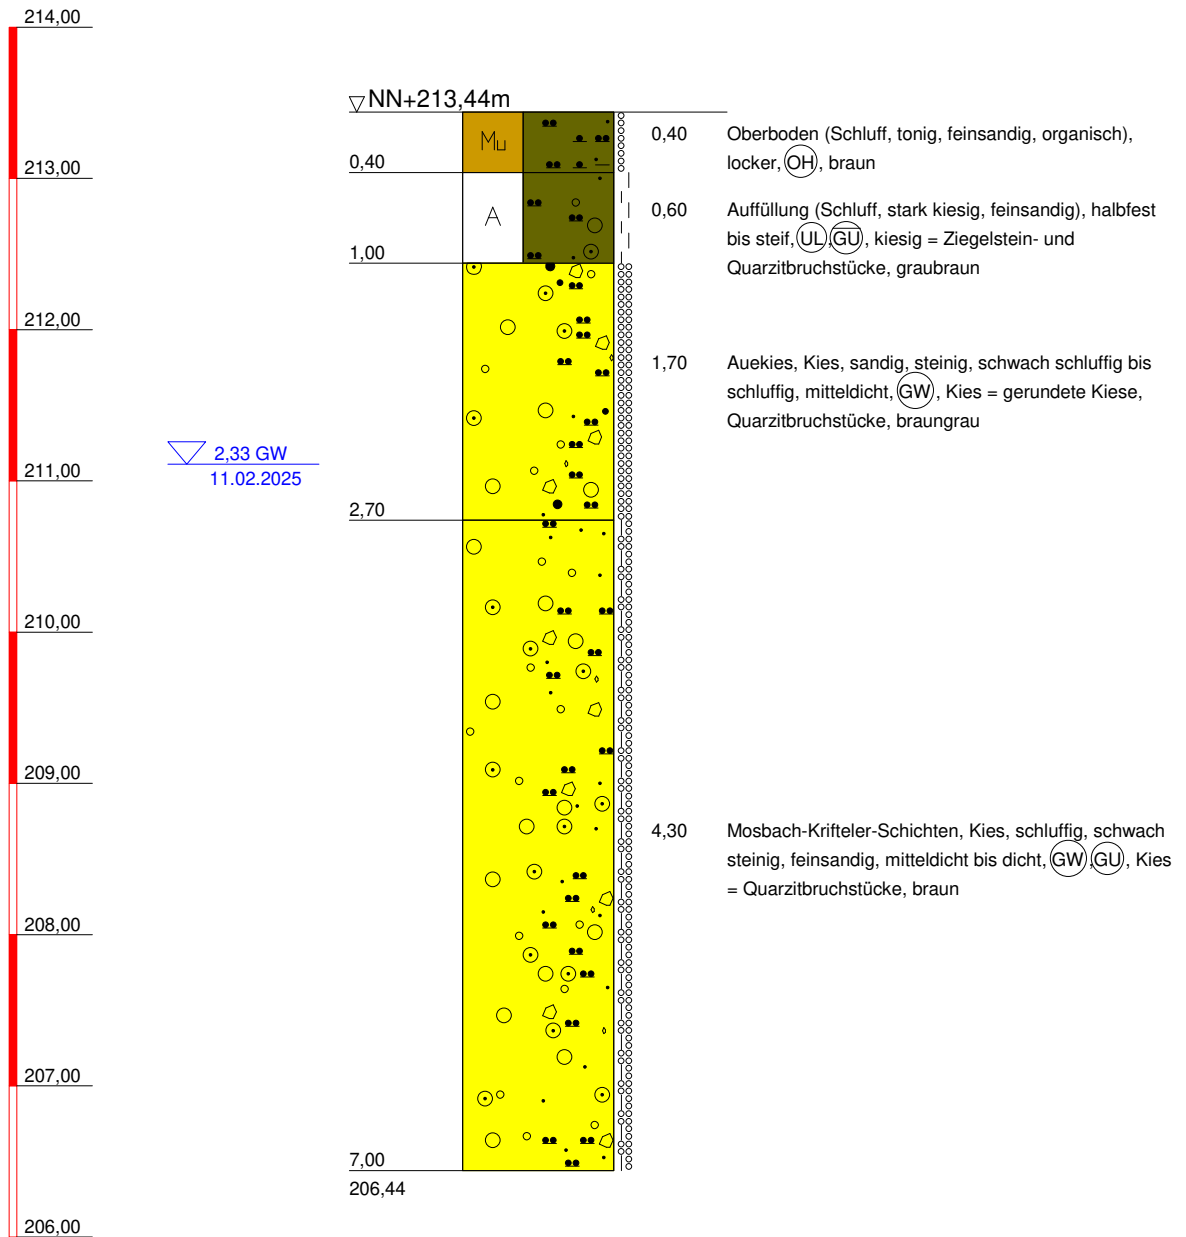 214,00
NN+213,44m
Mu
0,40
0,40
Oberboden (Schluff, tonig, feinsandig, organisch),
locker, OH, braun
213,00
A
0,60
Auffüllung (Schluff, stark kiesig, feinsandig), halbfest
bis steif, UL, G̅U̅, kiesig = Ziegelstein- und
Quarzitbruchstücke, graubraun
1,00
212,00
1,70
Auekies, Kies, sandig, steinig, schwach schluffig bis
schluffig, mitteldicht, GW, Kies = gerundete Kiese,
Quarzitbruchstücke, braungrau
2,33 GW
11.02.2025
211,00
2,70
210,00
209,00
4,30
Mosbach-Krifteler-Schichten, Kies, schluffig, schwach
steinig, feinsandig, mitteldicht bis dicht, GW, GU, Kies
= Quarzitbruchstücke, braun
208,00
207,00
7,00
206,44
206,00